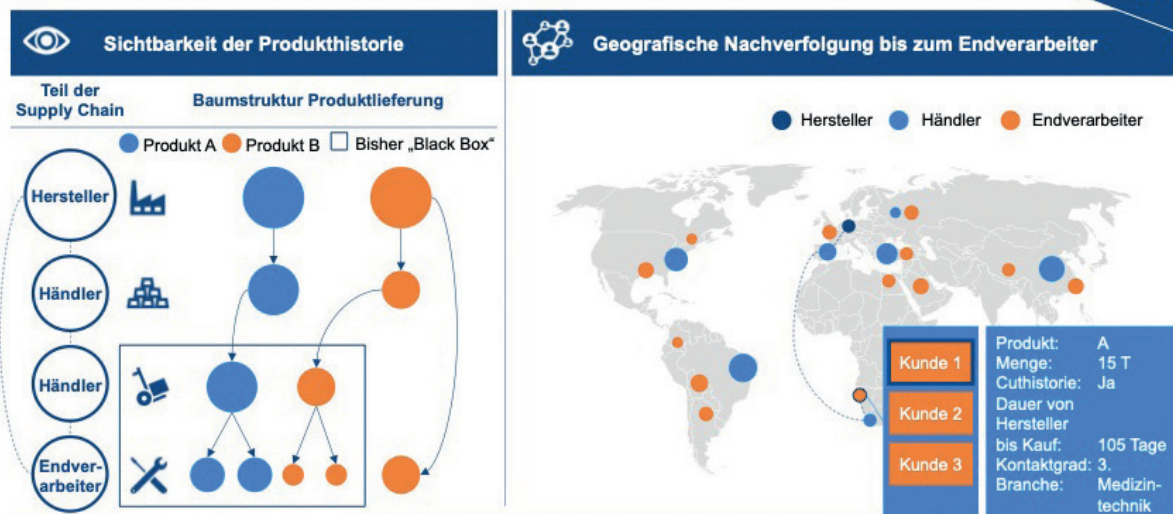 Sichtbarkeit der Produkthistorie
Teil der
Supply Chain
Baumstruktur Produktlieferung
Produkt A
Produkt B
Bisher „Black Box“
Hersteller
Händler
Händler
Endver-
arbeiter
Geografische Nachverfolgung bis zum Endverarbeiter
Hersteller
Händler
Endverarbeiter
Kunde 1
Kunde 2
Kunde 3
Produkt: A
Menge: 15 T
Cuthistorie: Ja
Dauer von
Hersteller
bis Kauf: 105 Tage
Kontaktgrad: 3.
Branche: Medizin-
technik